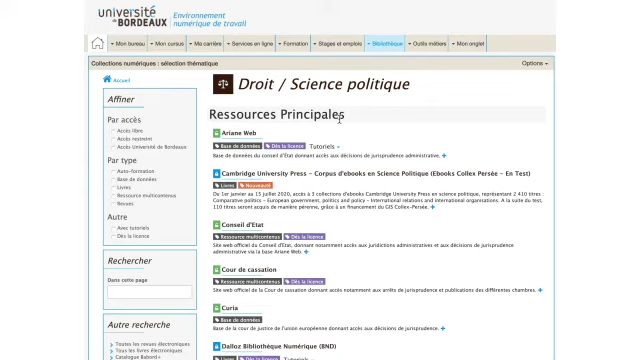 université
de BORDEAUX
Environnement
numérique de travail
Mon bureau Mon cursus Ma carrière Services en ligne Formation Stages et emplois Bibliothèque Outils métiers Mon onglet
Collections numériques : sélection thématique Options
Accueil
Affiner
Par accès
Accès libre
Accès restreint
Accès Université de Bordeaux
Par type
Auto-formation
Base de données
Livres
Ressource multicontenus
Revues
Autre
Avec tutoriels
Dès la licence
Rechercher
Dans cette page
Autre recherche
Toutes les revues électroniques
Tous les livres électroniques
Catalogue Babord+
Droit / Science politique
Ressources Principales
Ariane Web
Base de données Dès la licence Tutoriels
Base de données du conseil d'État donnant accès aux décisions de jurisprudence administrative. +
Cambridge University Press - Corpus d'ebooks en Science Politique (Ebooks Collex Persée - En Test)
Livres Nouveauté
Du 1er janvier au 15 juillet 2020, accès à 3 collections d'ebooks Cambridge University Press en science politique, représentant 2 410 titres :
Comparative politics - European government, politics and policy - International relations and international organisations. A la suite du test,
110 titres seront acquis de manière pérenne, grâce à un financement du GIS Collex-Persée. +
Conseil d'Etat
Ressource multicontenus Dès la licence
Site web officiel du Conseil d'Etat, donnant notamment accès aux juridictions administratives et aux décisions de jurisprudence
administrative via la base Ariane Web. +
Cour de cassation
Ressource multicontenus Dès la licence
Site web officiel de la Cour de cassation donnant accès notamment aux arrêts de jurisprudence et publications des différentes chambres. +
Curia
Base de données
Base de la cour de justice de l'union européenne donnant accès aux décisions de jurisprudence. +
Dalloz Bibliothèque Numérique (BND)
Livres Dès la licence Tutoriels